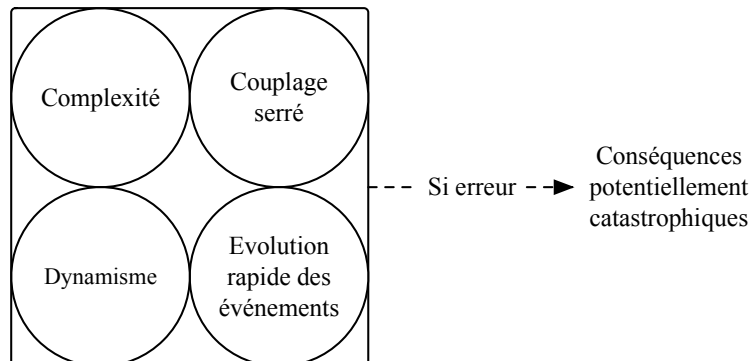 Complexité
Couplage
serré
Dynamisme
Evolution
rapide des
événements
Si erreur
Conséquences
potentiellement
catastrophiques